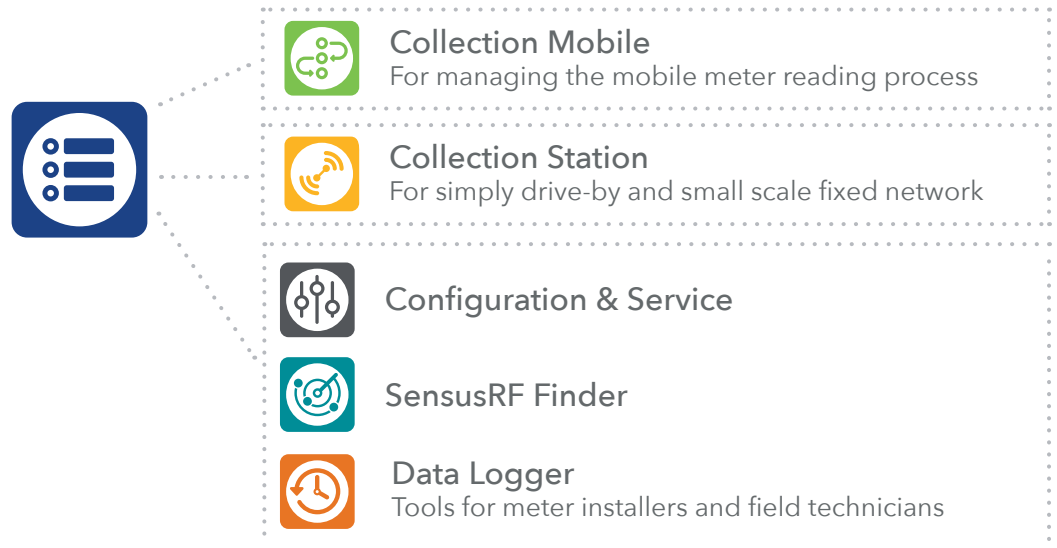 Collection Mobile
For managing the mobile meter reading process
Collection Station
For simply drive-by and small scale fixed network
Configuration & Service
SensusRF Finder
Data Logger
Tools for meter installers and field technicians